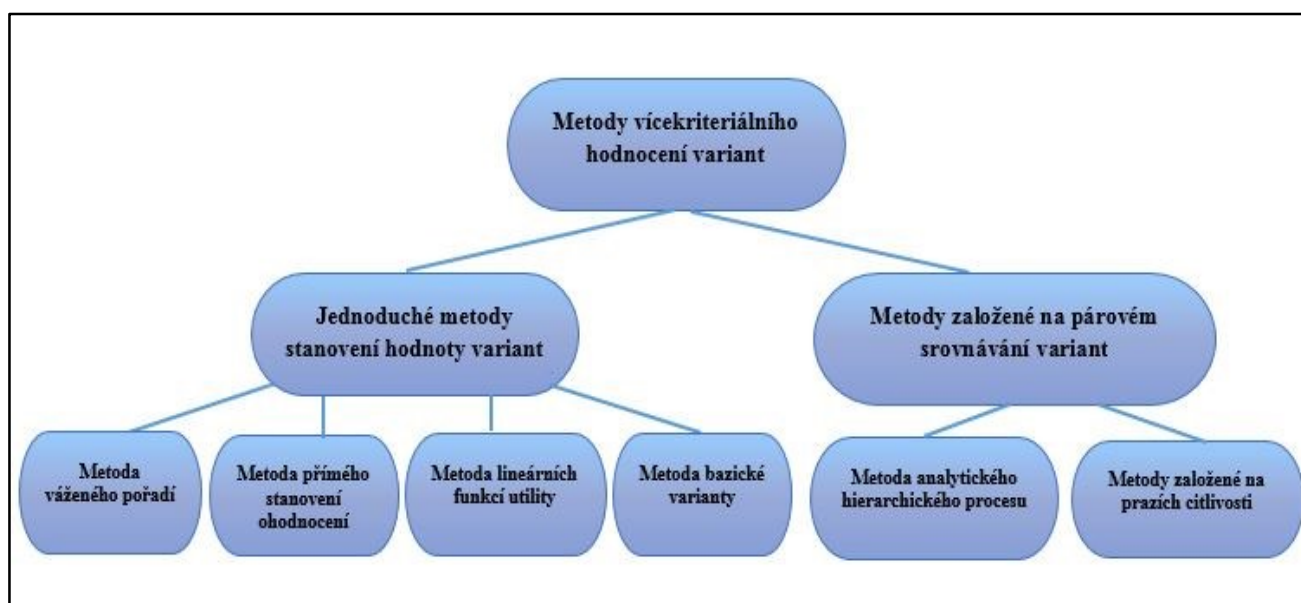 Metody vícekriteriálního
hodnocení variant
Jednoduché metody
stanovení hodnoty variant
Metody založené na párovém
srovnávání variant
Metoda
váženého pořadí
Metoda přímého
stanovení
ohodnocení
Metoda lineárních
funkcí utility
Metoda bazické
varianty
Metoda analytického
hierarchického procesu
Metody založené na
prazích citlivosti